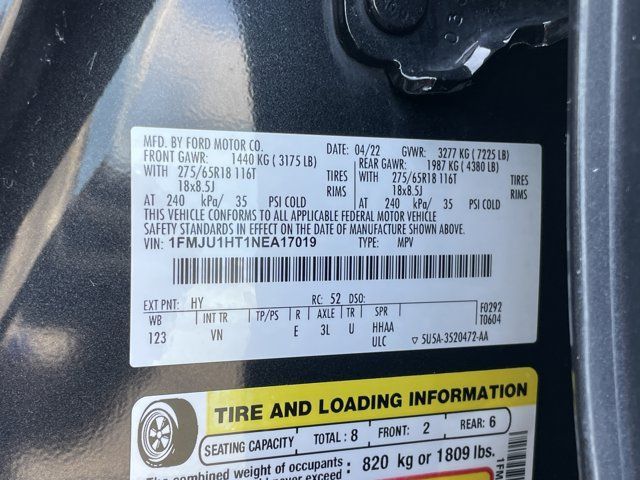 MFD. BY FORD MOTOR CO. DATE: 04/22 GVWR: 3277 KG (7225 LB)
FRONT GAWR: 1440 KG (3175 LB) REAR GAWR: 1987 KG (4380 LB)
WITH 275/65R18 116T TIRES WITH 275/65R18 116T TIRES
18x8.5J RIMS 18x8.5J RIMS
AT 240 kPa/ 35 PSI COLD AT 240 kPa/ 35 PSI COLD
THIS VEHICLE CONFORMS TO ALL APPLICABLE FEDERAL MOTOR VEHICLE
SAFETY STANDARDS IN EFFECT ON THE DATE OF MANUFACTURE SHOWN ABOVE.
VIN: 1FMJU1HT1NEA17019 TYPE: MPV
EXT PNT: HY RC: 52 DSO: F0292
WB INT TR TP/PS R AXLE TR SPR T0604
123 VN E 3L U HHAA
ULC ▽ 5U5A-3520472-AA
TIRE AND LOADING INFORMATION
SEATING CAPACITY TOTAL : 8 FRONT: 2 REAR: 6
The combined weight of occupants 820 kg or 1809 lbs.
1FM